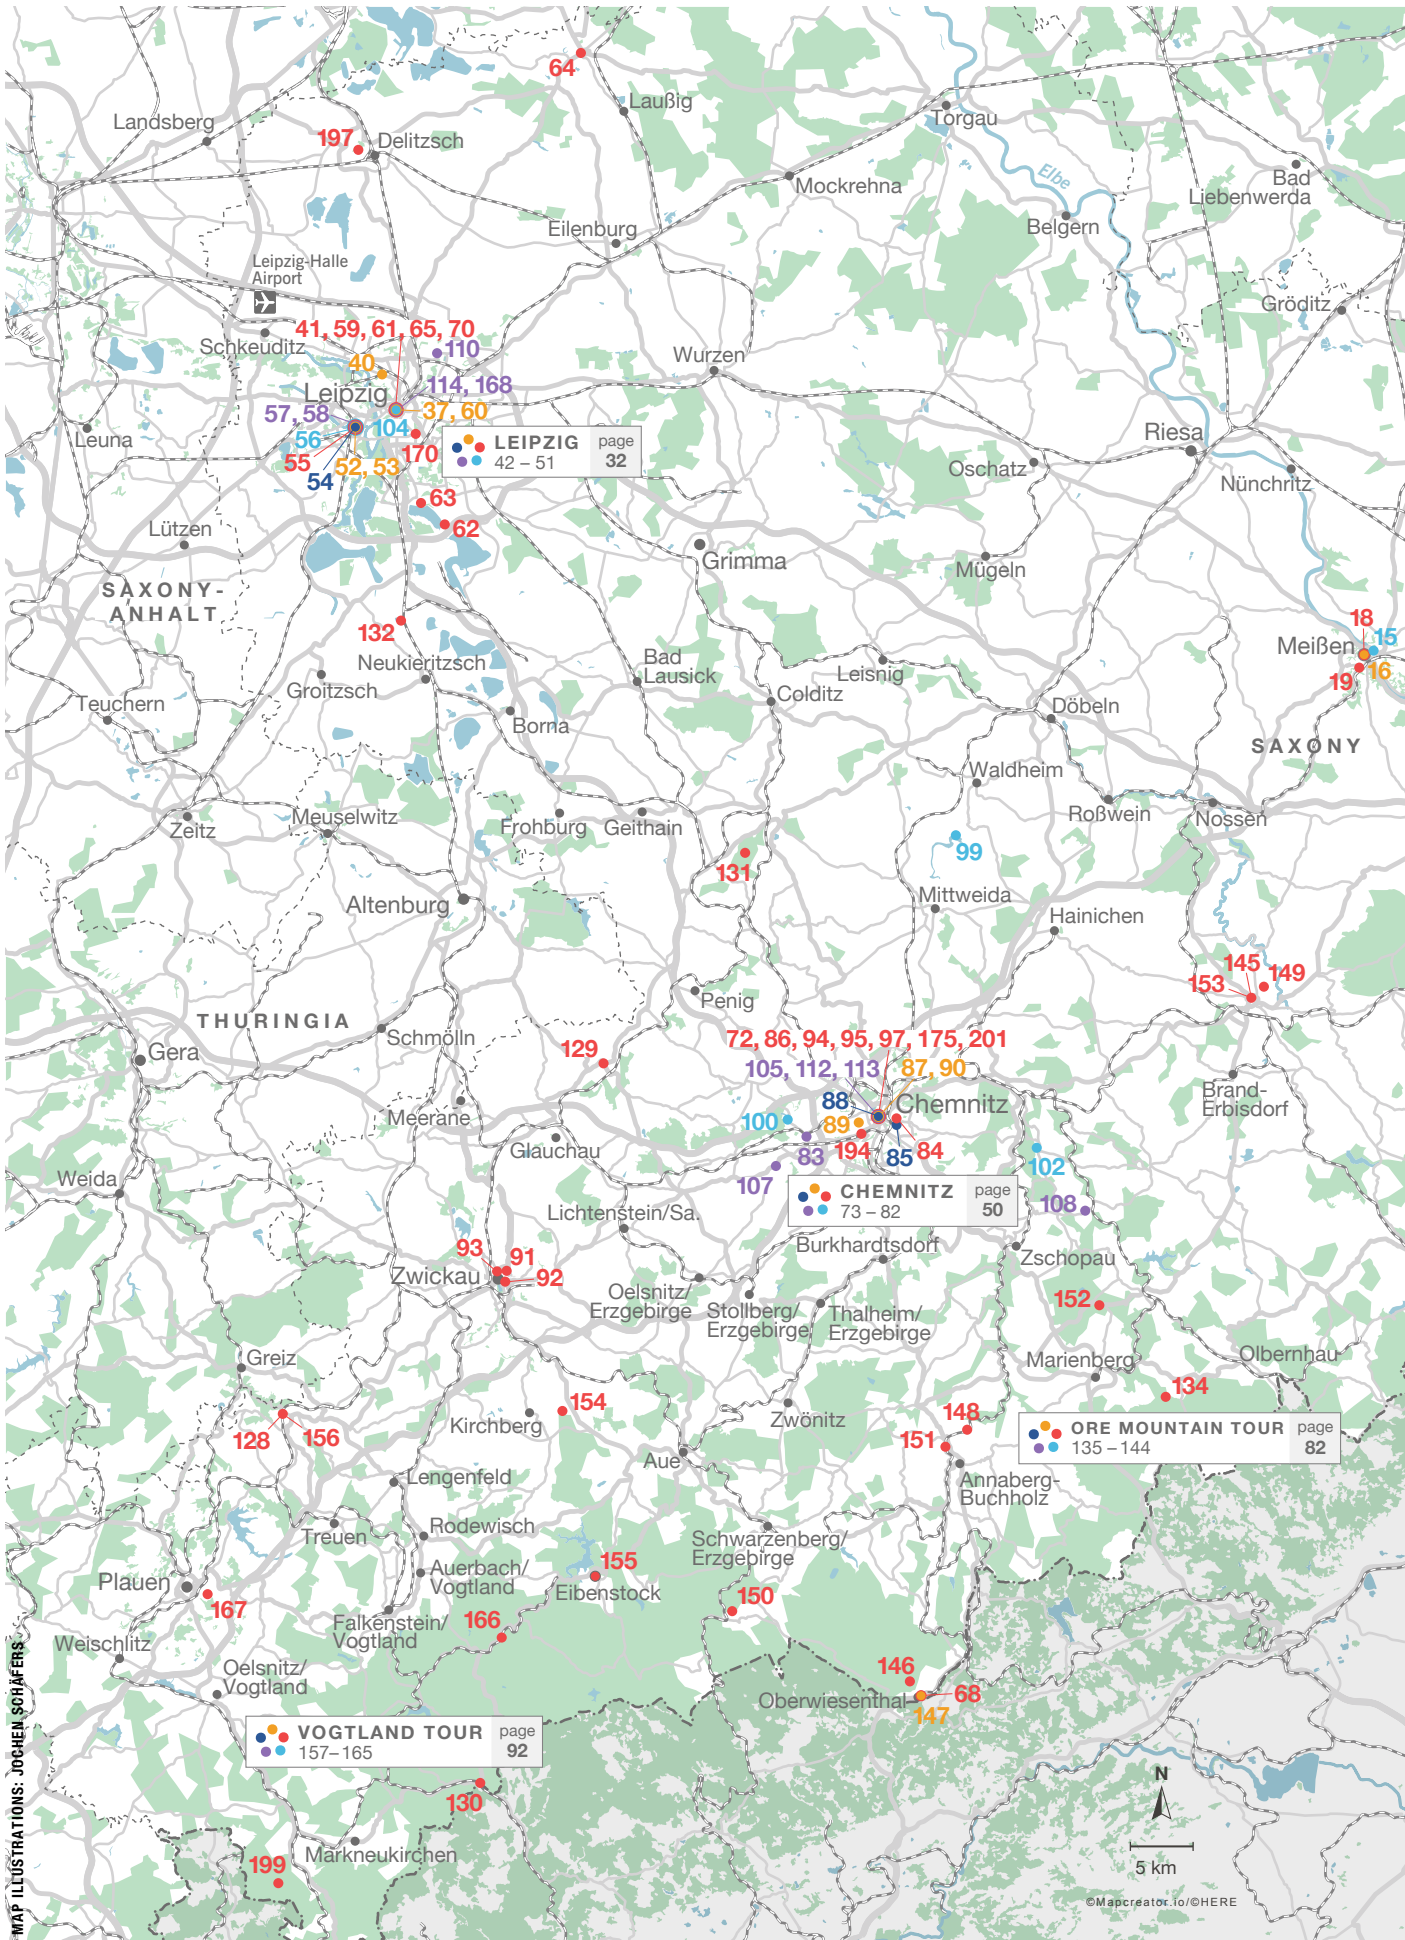 64
Laußig
Landsberg
197
Delitzsch
Torgau
Elbe
Mockrehna
Bad
Liebenwerda
Belgern
Eilenburg
Leipzig-Halle
Airport
Gröditz
41, 59, 61, 65, 70
Schkeuditz
110
Wurzen
40
Leipzig
114, 168
57, 58
37, 60
104
56
Leuna
LEIPZIG
42 – 51
page
32
Riesa
170
55
52, 53
54
Oschatz
Nünchritz
63
62
Lützen
Grimma
Mügeln
SAXONY-
ANHALT
132
18
15
Meißen
16
19
Neukieritzsch
Groitzsch
Bad
Lausick
Leisnig
Colditz
Teuchern
Borna
Döbeln
SAXONY
Waldheim
Zeitz
Meuselwitz
Frohburg
Geithain
Roßwein
Nossen
99
131
Mittweida
Altenburg
Hainichen
145
149
153
Penig
THURINGIA
Schmölln
Gera
129
72, 86, 94, 95, 97, 175, 201
105, 112, 113
87, 90
88
Chemnitz
Brand-
Erbisdorf
Meerane
100
89
Glauchau
83
194
85
84
102
107
Weida
CHEMNITZ
73 – 82
page
50
108
Lichtenstein/Sa.
93
91
92
Zwickau
Burkhardtsdorf
Zschopau
Oelsnitz/
Erzgebirge
Stollberg/
Erzgebirge
Thalheim/
Erzgebirge
152
Greiz
Marienberg
Olbernhau
134
154
Kirchberg
Zwönitz
148
151
128
156
ORE MOUNTAIN TOUR
135 – 144
page
82
Aue
Annaberg-
Buchholz
Lengenfeld
Treuen
Rodewisch
Schwarzenberg/
Erzgebirge
Auerbach/
Vogtland
155
Eibenstock
Plauen
167
150
Falkenstein/
Vogtland
166
Weischlitz
Oelsnitz/
Vogtland
146
Oberwiesenthal
68
147
VOGTLAND TOUR
157–165
page
92
130
N
5 km
Markneukirchen
199
©Mapcreator.io/©HERE
MAP ILLUSTRATIONS: JOCHEN SCHÄFERS